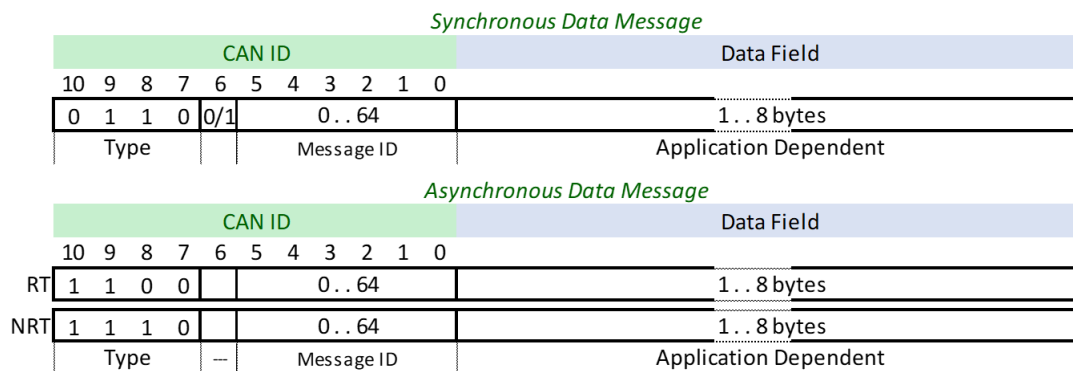 Synchronous Data Message
CAN ID Data Field
10 9 8 7 6 5 4 3 2 1 0
0 1 1 0 0/1 0 . . 64 1 . . 8 bytes
Type Message ID Application Dependent
Asynchronous Data Message
CAN ID Data Field
10 9 8 7 6 5 4 3 2 1 0
RT 1 1 0 0 0 . . 64 1 . . 8 bytes
NRT 1 1 1 0 0 . . 64 1 . . 8 bytes
Type --- Message ID Application Dependent